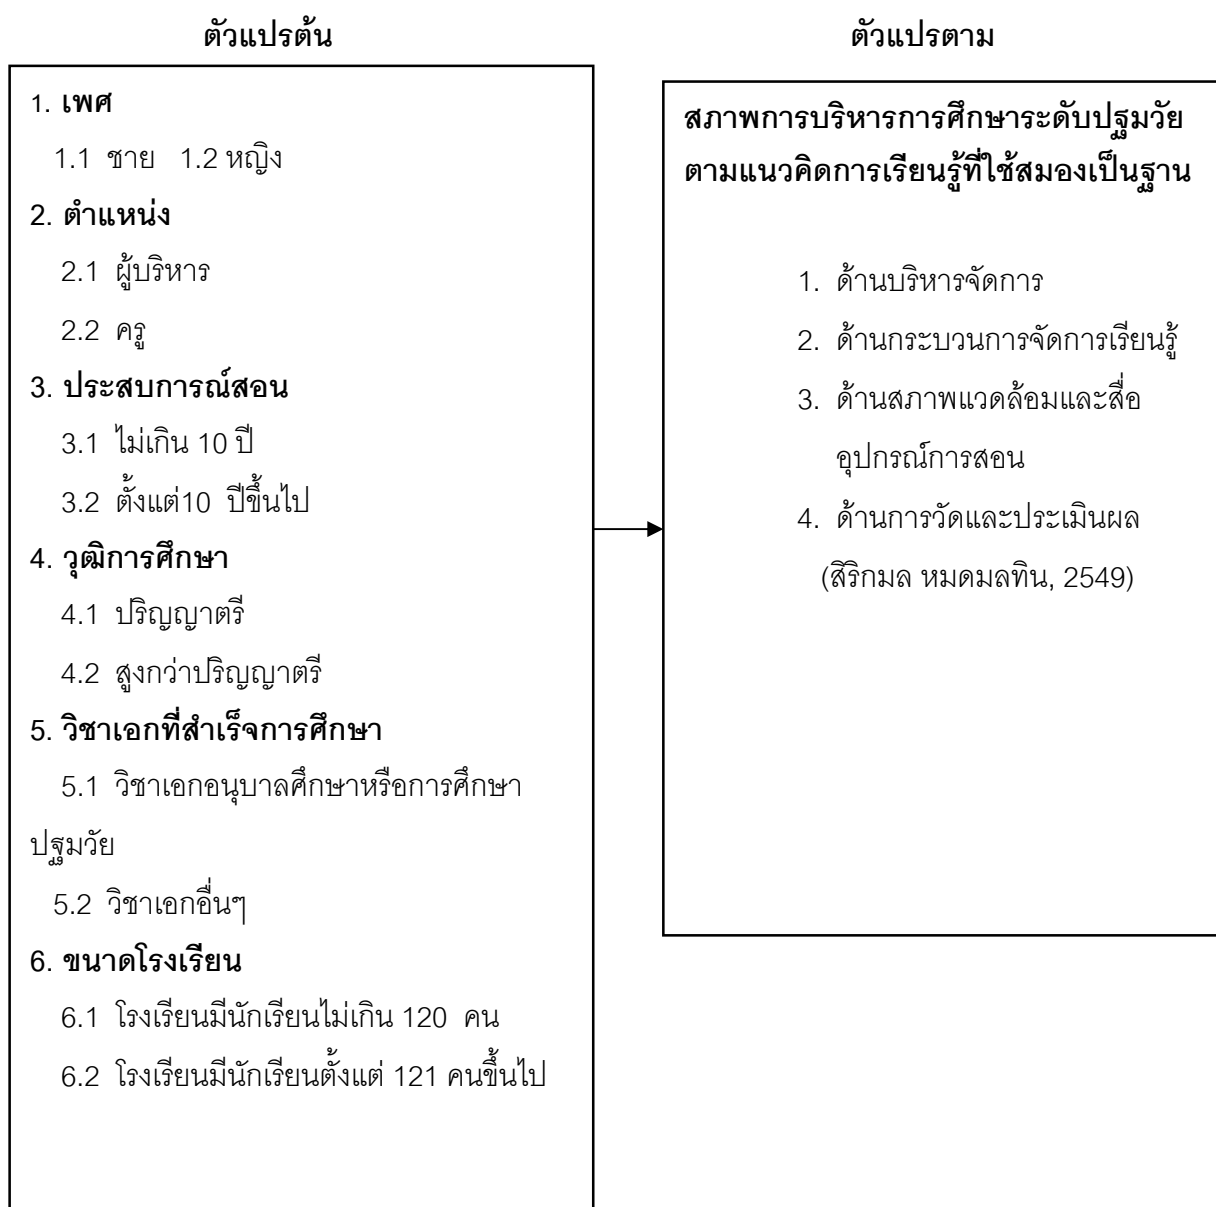 ตัวแปรต้น
1. เพศ
1.1 ชาย 1.2 หญิง
2. ตำแหน่ง
2.1 ผู้บริหาร
2.2 ครู
3. ประสบการณ์สอน
3.1 ไม่เกิน 10 ปี
3.2 ตั้งแต่10 ปีขึ้นไป
4. วุฒิการศึกษา
4.1 ปริญญาตรี
4.2 สูงกว่าปริญญาตรี
5. วิชาเอกที่สำเร็จการศึกษา
5.1 วิชาเอกอนุบาลศึกษาหรือการศึกษา
ปฐมวัย
5.2 วิชาเอกอื่นๆ
6. ขนาดโรงเรียน
6.1 โรงเรียนมีนักเรียนไม่เกิน 120 คน
6.2 โรงเรียนมีนักเรียนตั้งแต่ 121 คนขึ้นไป
ตัวแปรตาม
สภาพการบริหารการศึกษาระดับปฐมวัย
ตามแนวคิดการเรียนรู้ที่ใช้สมองเป็นฐาน
1. ด้านบริหารจัดการ
2. ด้านกระบวนการจัดการเรียนรู้
3. ด้านสภาพแวดล้อมและสื่อ
อุปกรณ์การสอน
4. ด้านการวัดและประเมินผล
(สิริกมล หมดมลทิน, 2549)